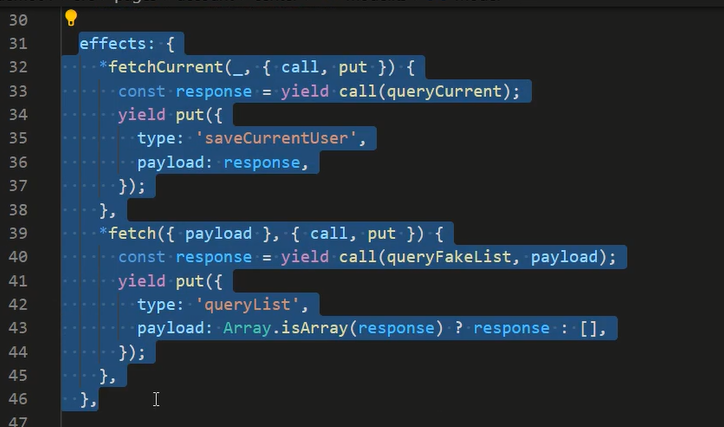 30
31 effects: {
32 *fetchCurrent(_, { call, put }) {
33 const response = yield call(queryCurrent);
34 yield put({
35 type: 'saveCurrentUser',
36 payload: response,
37 });
38 },
39 *fetch({ payload }, { call, put }) {
40 const response = yield call(queryFakeList, payload);
41 yield put({
42 type: 'queryList',
43 payload: Array.isArray(response) ? response : [],
44 });
45 },
46 },
47